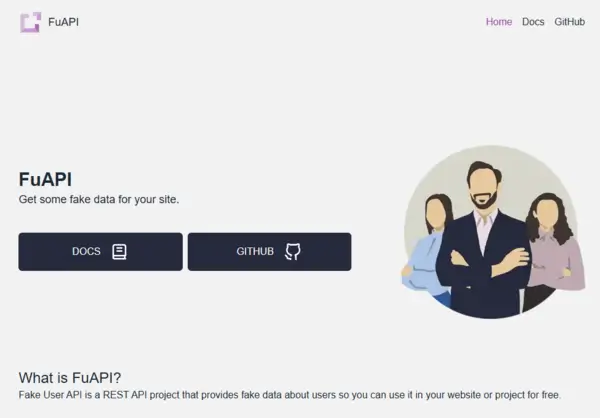 FuAPI
Home Docs GitHub
FuAPI
Get some fake data for your site.
DOCS
GITHUB
What is FuAPI?
Fake User API is a REST API project that provides fake data about users so you can use it in your website or project for free.